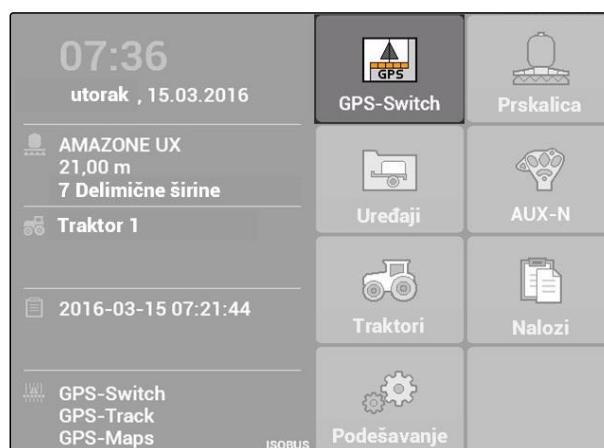 07:36
utorak , 15.03.2016
AMAZONE UX
21,00 m
7 Delimične širine
Traktor 1
2016-03-15 07:21:44
GPS-Switch
GPS-Track
GPS-Maps
ISOBUS
GPS
GPS-Switch
Prskalica
Uređaji
AUX-N
Traktori
Nalozi
Podešavanje